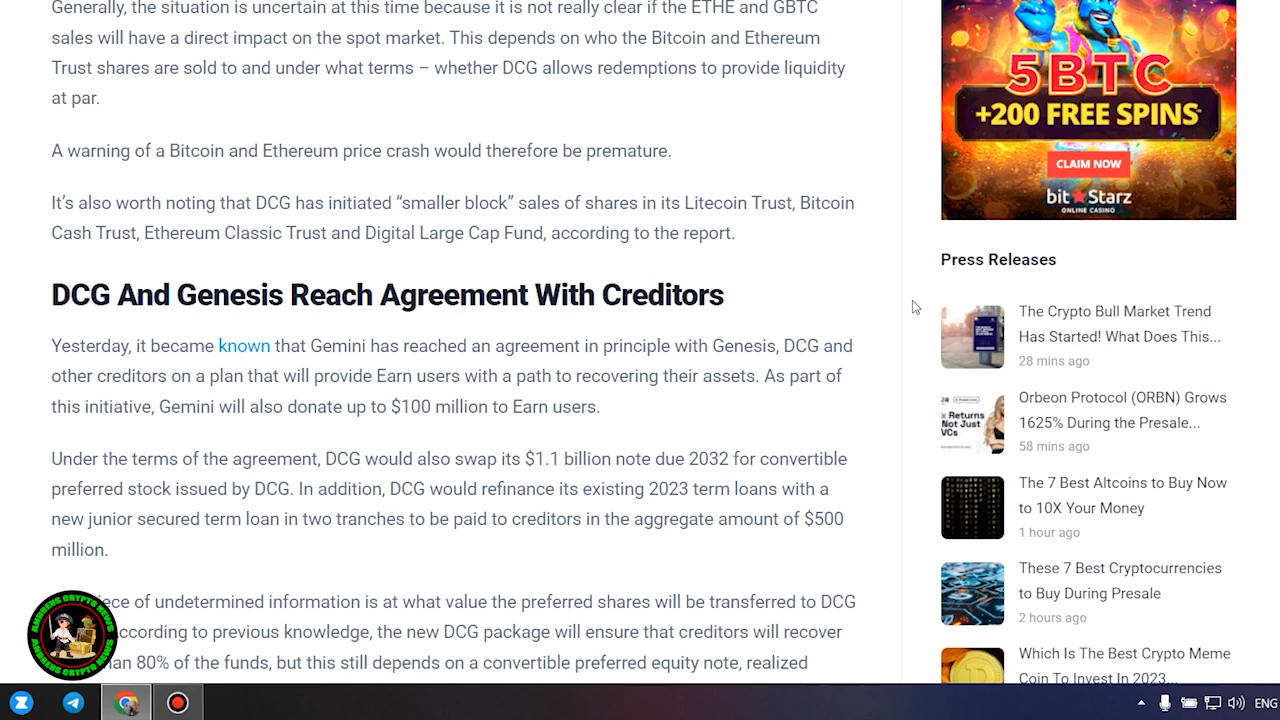 Generally, the situation is uncertain at this time because it is not really clear if the ETHE and GBTC
sales will have a direct impact on the spot market. This depends on who the Bitcoin and Ethereum
Trust shares are sold to and under what terms – whether DCG allows redemptions to provide liquidity
at par.
A warning of a Bitcoin and Ethereum price crash would therefore be premature.
It’s also worth noting that DCG has initiated “smaller block” sales of shares in its Litecoin Trust, Bitcoin
Cash Trust, Ethereum Classic Trust and Digital Large Cap Fund, according to the report.
DCG And Genesis Reach Agreement With Creditors
Yesterday, it became known that Gemini has reached an agreement in principle with Genesis, DCG and
other creditors on a plan that will provide Earn users with a path to recovering their assets. As part of
this initiative, Gemini will also donate up to $100 million to Earn users.
Under the terms of the agreement, DCG would also swap its $1.1 billion note due 2032 for convertible
preferred stock issued by DCG. In addition, DCG would refinance its existing 2023 term loans with a
new junior secured term loan in two tranches to be paid to creditors in the aggregate amount of $500
million.
of undetermined information is at what value the preferred shares will be transferred to DCG
According to previous knowledge, the new DCG package will ensure that creditors will recover
80% of the funds, but this still depends on a convertible preferred equity note, realized
ANDREUS CRYPTO NEWS
ANDREUS CRYPTO NEWS
5BTC
+200 FREE SPINS
CLAIM NOW
bit Starz
ONLINE CASINO
Press Releases
The Crypto Bull Market Trend
Has Started! What Does This...
28 mins ago
Returns
Not Just
VCs
Orbeon Protocol (ORBN) Grows
1625% During the Presale...
58 mins ago
The 7 Best Altcoins to Buy Now
to 10X Your Money
1 hour ago
These 7 Best Cryptocurrencies
to Buy During Presale
2 hours ago
Which Is The Best Crypto Meme
Coin To Invest In 2023...
ENG